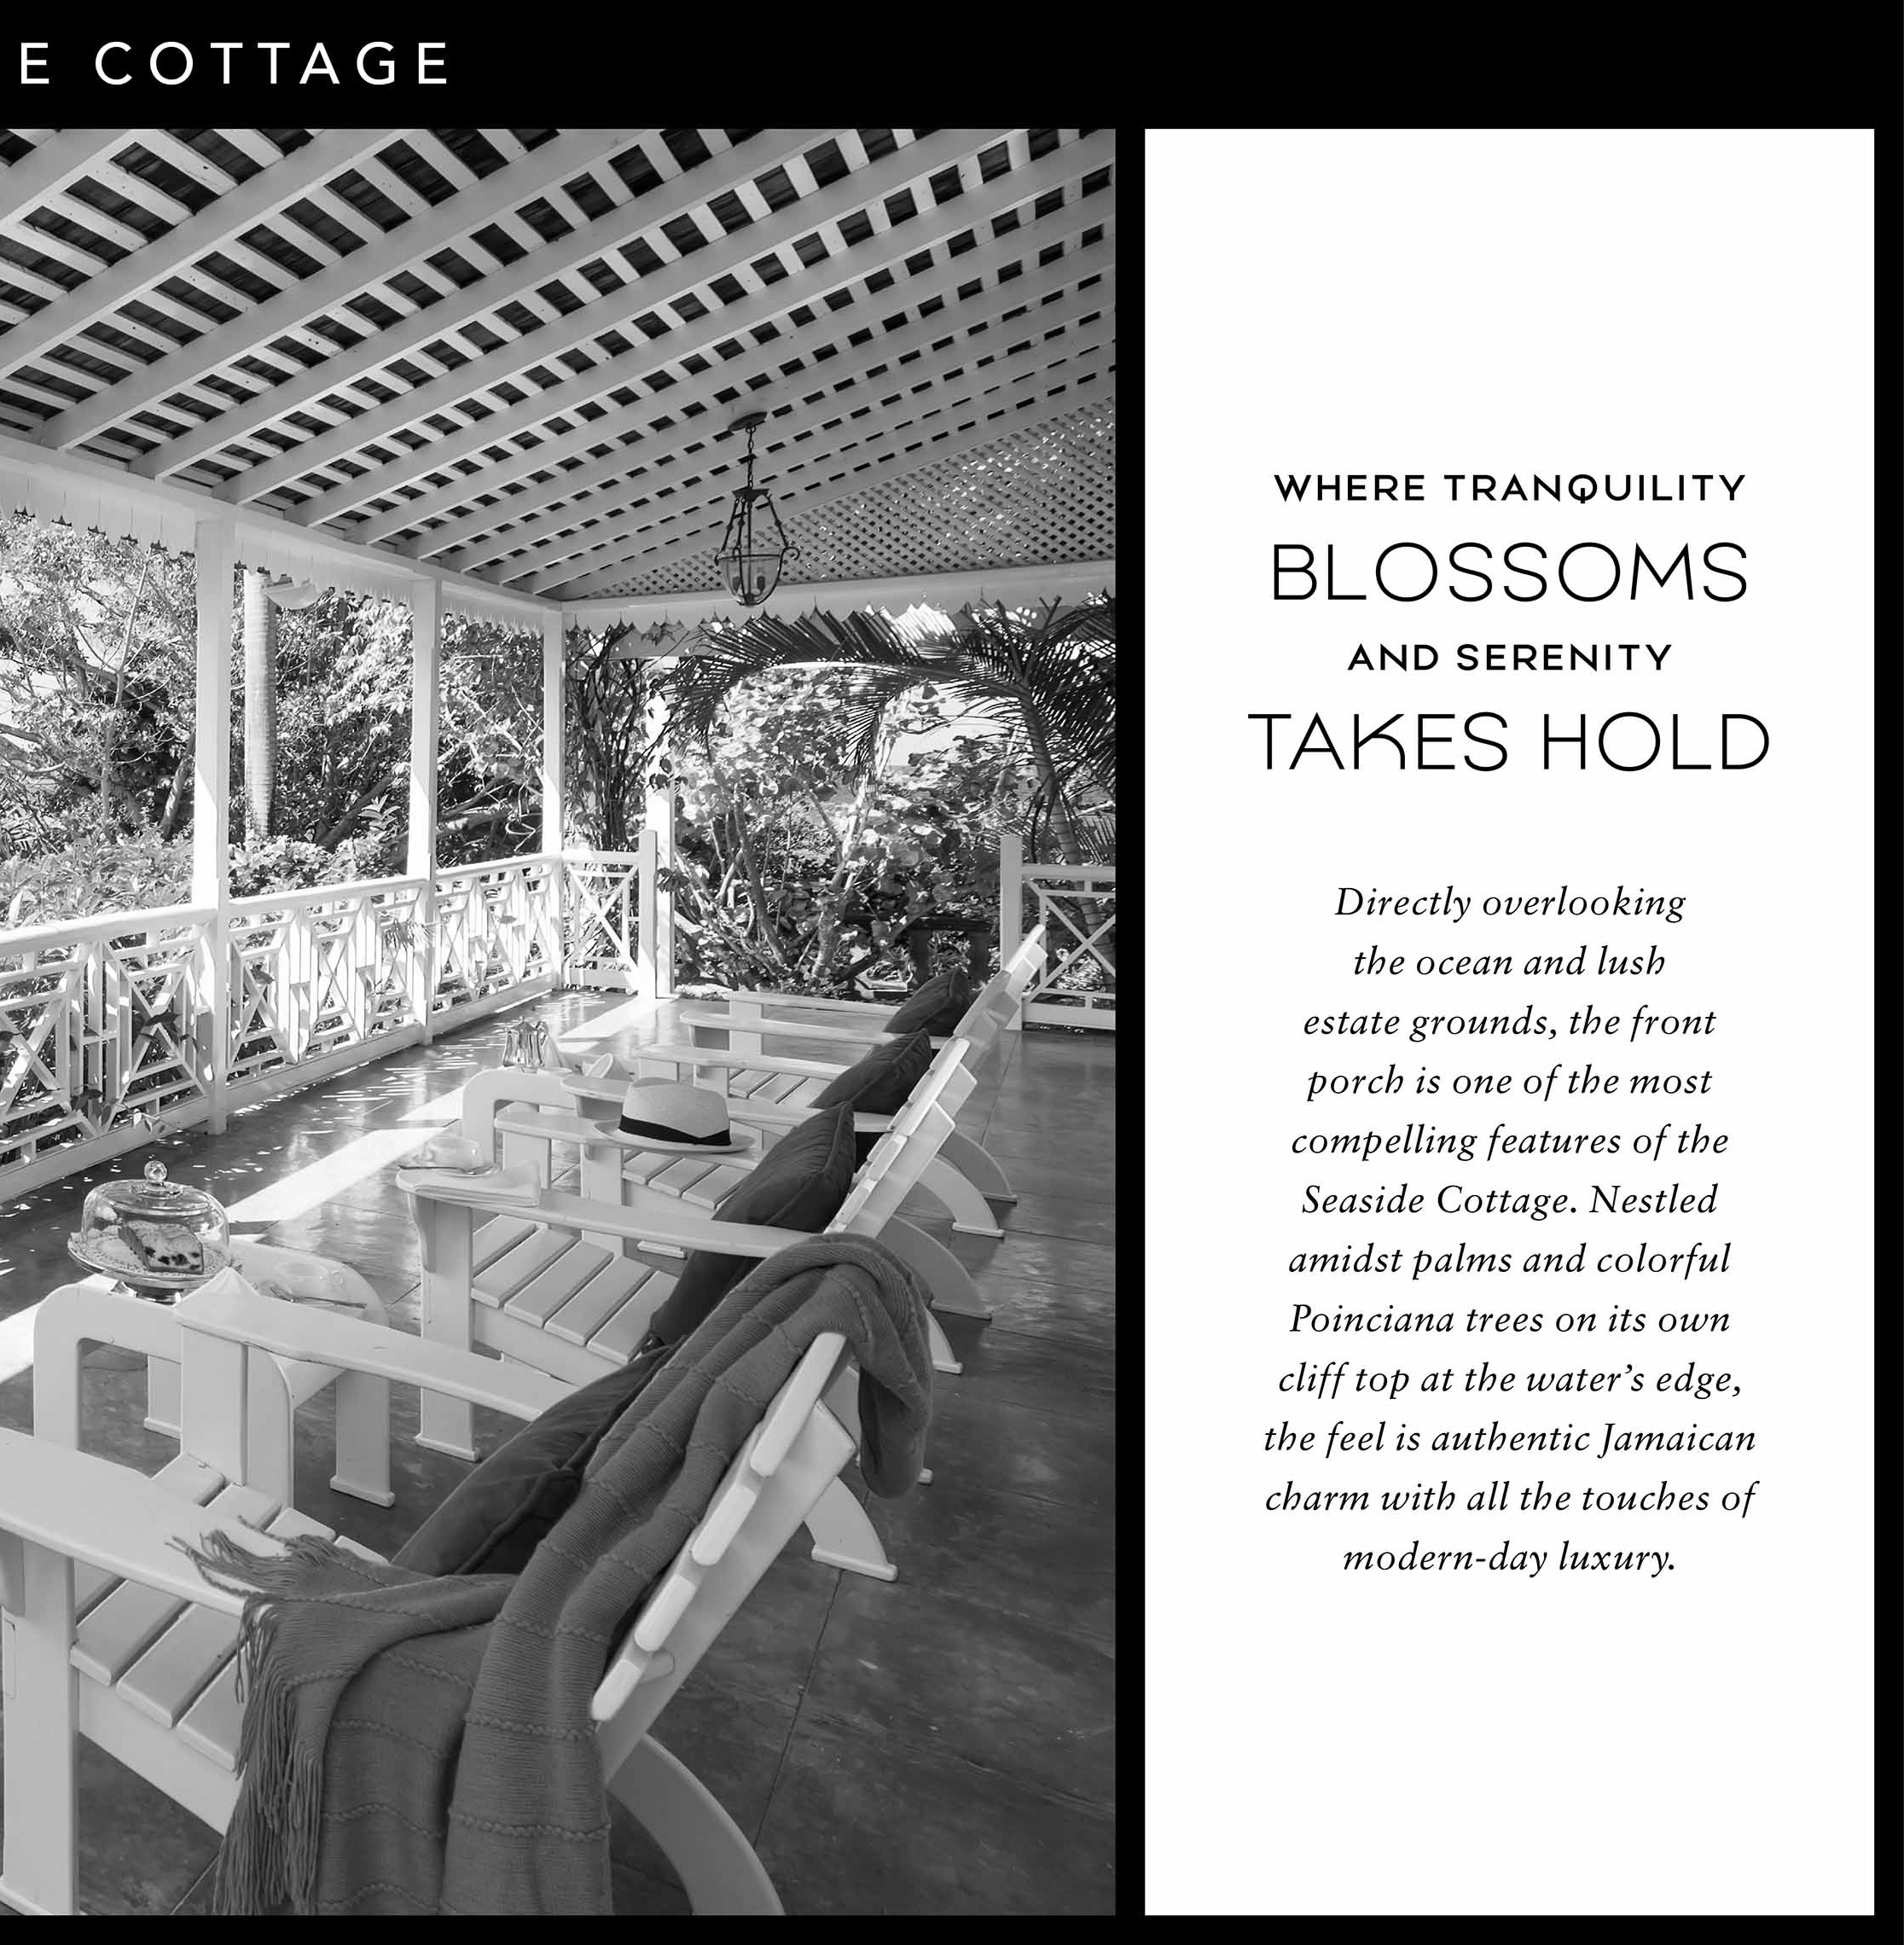 E COTTAGE
WHERE TRANQUILITY
BLOSSOMS
AND SERENITY
TAKES HOLD
Directly overlooking
the ocean and lush
estate grounds, the front
porch is one of the most
compelling features of the
Seaside Cottage. Nestled
amidst palms and colorful
Poinciana trees on its own
cliff top at the water’s edge,
the feel is authentic Jamaican
charm with all the touches of
modern-day luxury.